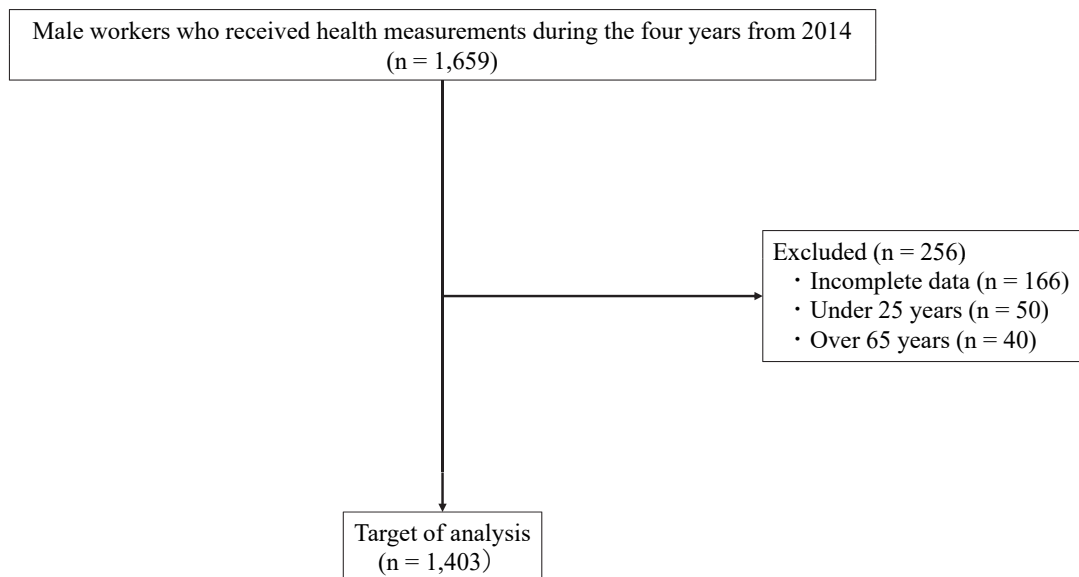 Male workers who received health measurements during the four years from 2014
(n = 1,659)
Excluded (n = 256)
・Incomplete data (n = 166)
・Under 25 years (n = 50)
・Over 65 years (n = 40)
Target of analysis
(n = 1,403）